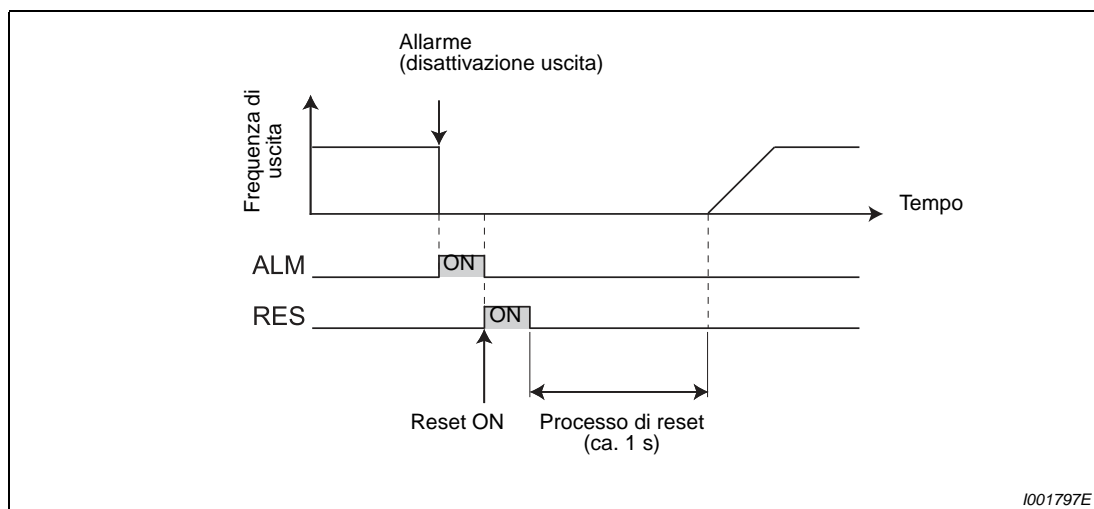 Allarme
(disattivazione uscita)
Frequenza di
uscita
Tempo
ALM
ON
RES
ON
Reset ON
Processo di reset
(ca. 1 s)
I001797E